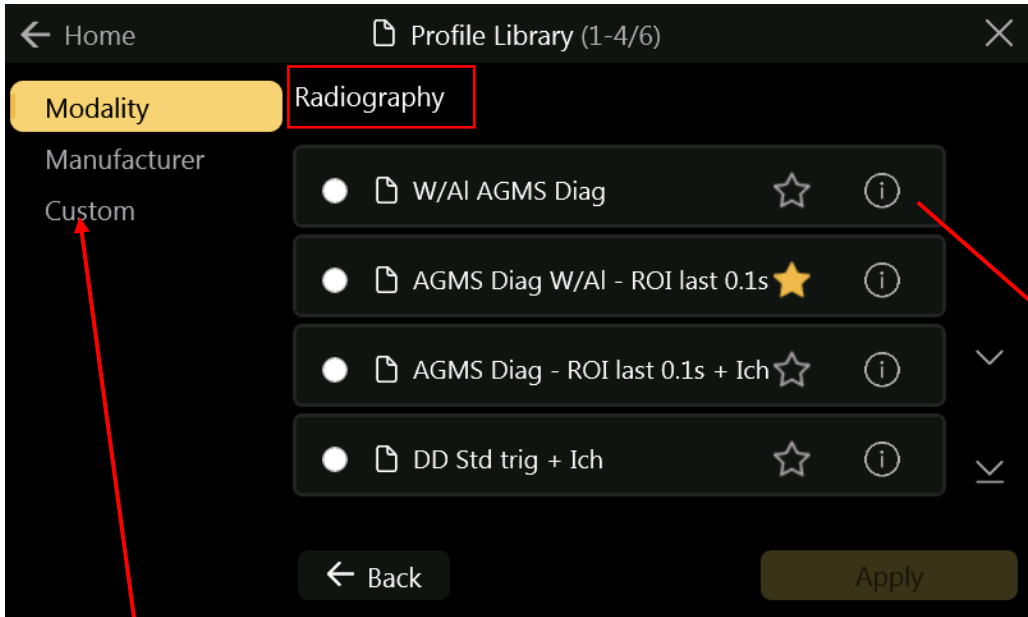 Home
Profile Library (1-4/6)
Modality
Manufacturer
Custom
Radiography
W/Al AGMS Diag
AGMS Diag W/Al - ROI last 0.1s
AGMS Diag - ROI last 0.1s + Ich
DD Std trig + Ich
Back
Apply